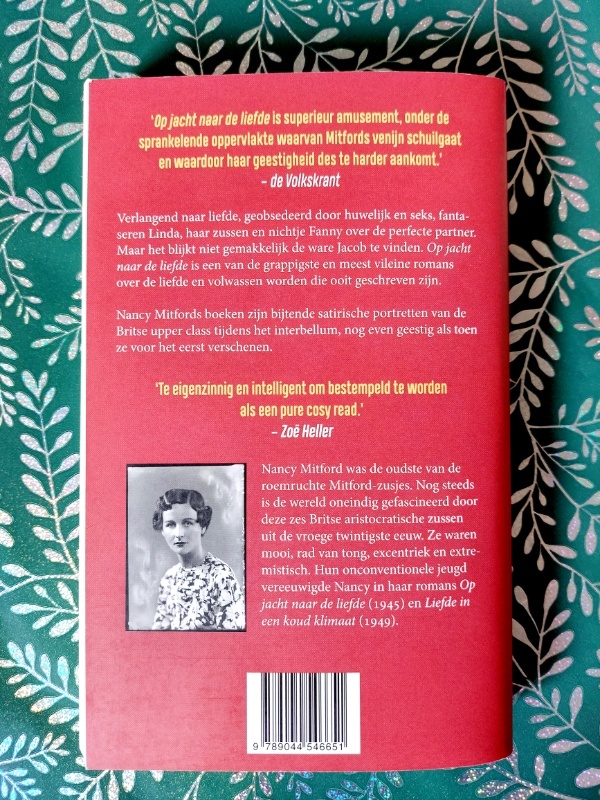 'Op jacht naar de liefde is superieur amusement, onder de
sprankelende oppervlakte waarvan Mitfords venijn schuilgaat
en waardoor haar geestigheid des te harder aankomt.'
– de Volkskrant
Verlangend naar liefde, geobsedeerd door huwelijk en seks, fanta-
seren Linda, haar zussen en nichtje Fanny over de perfecte partner.
Maar het blijkt niet gemakkelijk de ware Jacob te vinden. Op jacht
naar de liefde is een van de grappigste en meest vileine romans
over de liefde en volwassen worden die ooit geschreven zijn.
Nancy Mitfords boeken zijn bijtende satirische portretten van de
Britse upper class tijdens het interbellum, nog even geestig als toen
ze voor het eerst verschenen.
'Te eigenzinnig en intelligent om bestempeld te worden
als een pure cosy read.'
– Zoë Heller
Nancy Mitford was de oudste van de
roemruchte Mitford-zusjes. Nog steeds
is de wereld oneindig gefascineerd door
deze zes Britse aristocratische zussen
uit de vroege twintigste eeuw. Ze waren
mooi, rad van tong, excentriek en extre-
mistisch. Hun onconventionele jeugd
vereeuwigde Nancy in haar romans Op
jacht naar de liefde (1945) en Liefde in
een koud klimaat (1949).
9 789044 546651